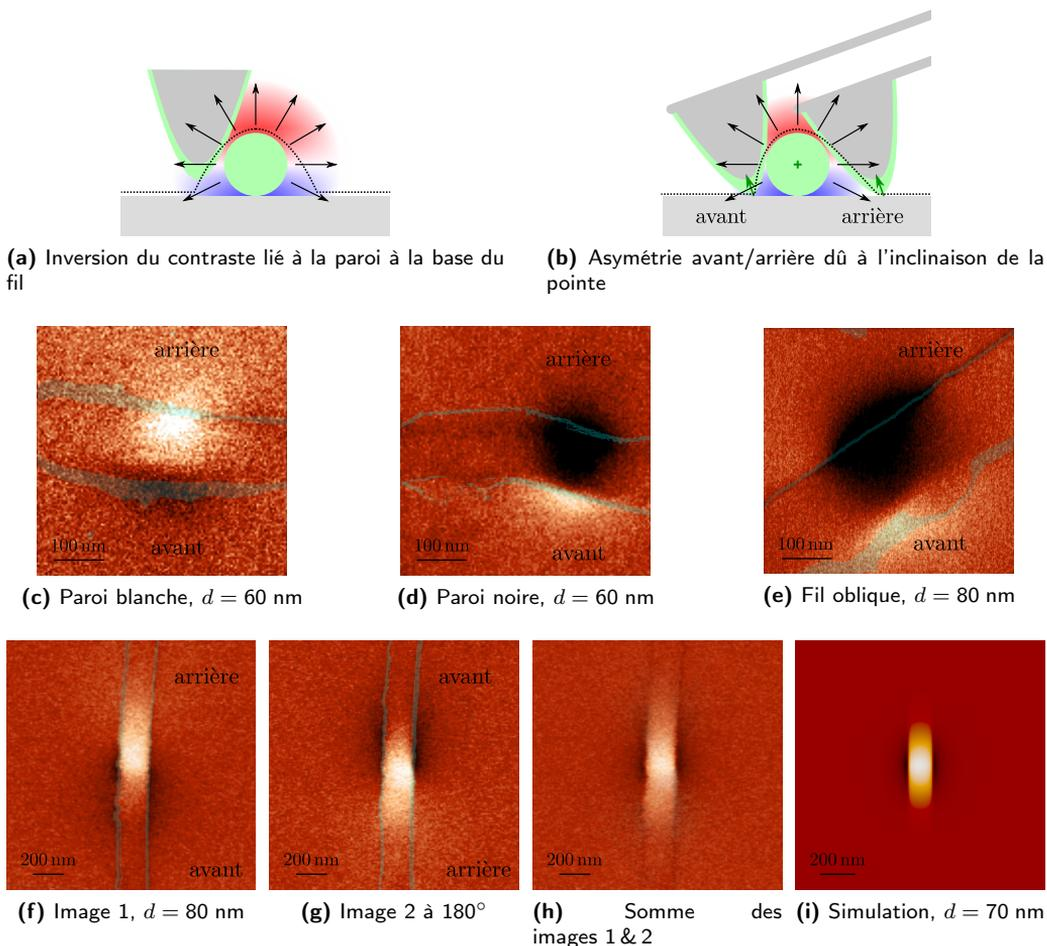 avant
arrière
(a) Inversion du contraste lié à la paroi à la base du
fil
(b) Asymétrie avant/arrière dû à l'inclinaison de la
pointe
arrière
avant
100 nm
(c) Paroi blanche, d = 60 nm
arrière
avant
100 nm
(d) Paroi noire, d = 60 nm
arrière
avant
100 nm
(e) Fil oblique, d = 80 nm
arrière
avant
200 nm
(f) Image 1, d = 80 nm
avant
arrière
200 nm
(g) Image 2 à 180°
200 nm
(h) Somme des
images 1 & 2
200 nm
(i) Simulation, d = 70 nm